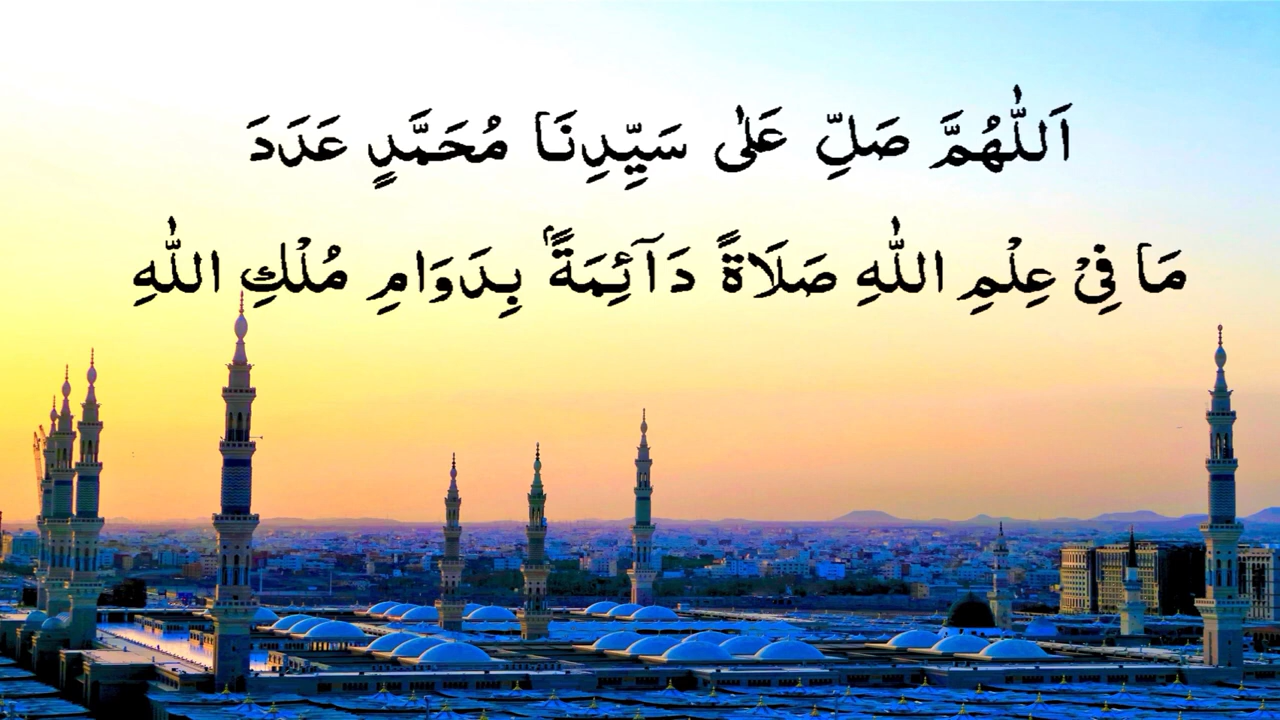 اَللّٰهُمَّ صَلِّ عَلٰى سَيِّدِنَا مُحَمَّدٍ عَدَدَ
مَا فِيْ عِلْمِ اللّٰهِ صَلَاةً دَآئِمَةً ۢ بِدَوَامِ مُلْكِ اللّٰهِ